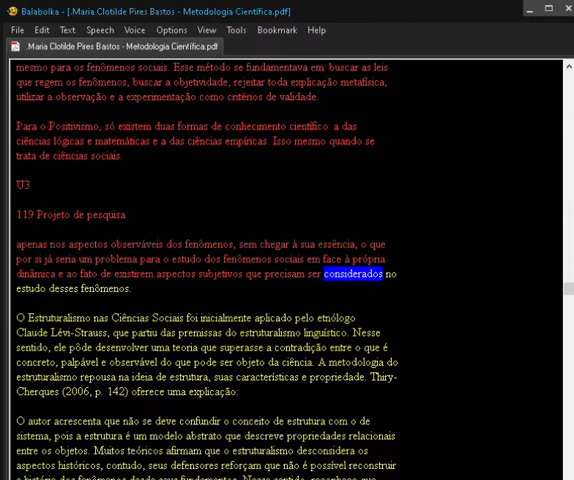 Balabolka - [.Maria Clotilde Pires Bastos - Metodologia Científica.pdf]
File Edit Text Speech Voice Options View Tools Bookmark Help
.Maria Clotilde Pires Bastos - Metodologia Científica.pdf
mesmo para os fenômenos sociais. Esse método se fundamentava em: buscar as leis
que regem os fenômenos, buscar a objetividade, rejeitar toda explicação metafísica,
utilizar a observação e a experimentação como critérios de validade.
Para o Positivismo, só existem duas formas de conhecimento científico: a das
ciências lógicas e matemáticas e a das ciências empíricas. Isso mesmo quando se
trata de ciências sociais.
U3
119 Projeto de pesquisa
apenas nos aspectos observáveis dos fenômenos, sem chegar à sua essência, o que
por si já seria um problema para o estudo dos fenômenos sociais em face à própria
dinâmica e ao fato de existirem aspectos subjetivos que precisam ser considerados no
estudo desses fenômenos.
O Estruturalismo nas Ciências Sociais foi inicialmente aplicado pelo etnólogo
Claude Lévi-Strauss, que partiu das premissas do estruturalismo linguístico. Nesse
sentido, ele pôde desenvolver uma teoria que superasse a contradição entre o que é
concreto, palpável e observável do que pode ser objeto da ciência. A metodologia do
estruturalismo repousa na ideia de estrutura, suas características e propriedade. Thiry-
Cherques (2006, p. 142) oferece uma explicação:
O autor acrescenta que não se deve confundir o conceito de estrutura com o de
sistema, pois a estrutura é um modelo abstrato que descreve propriedades relacionais
entre os objetos. Muitos teóricos afirmam que o estruturalismo desconsidera os
aspectos históricos, contudo, seus defensores reforçam que não é possível reconstruir
a história dos fenômenos desde seus fundamentos. Nesse sentido,